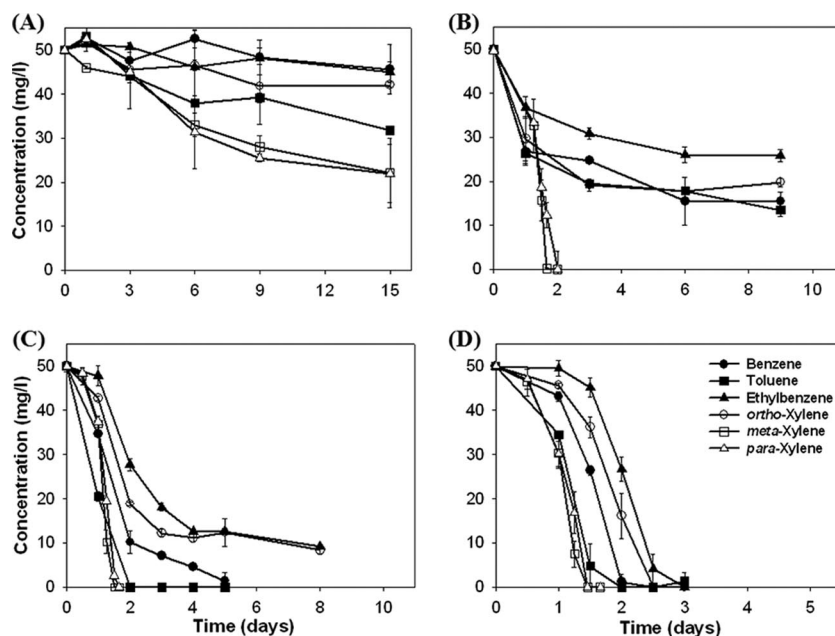 (A)
Concentration (mg/l)
60
50
40
30
20
10
0
0 3 6 9 12 15
(B)
60
50
40
30
20
10
0
0 2 4 6 8 10
(C)
Concentration (mg/l)
50
40
30
20
10
0
0 2 4 6 8 10
Time (days)
(D)
50
40
30
20
10
0
0 1 2 3 4 5
Time (days)
Benzene
Toluene
Ethylbenzene
ortho-Xylene
meta-Xylene
para-Xylene